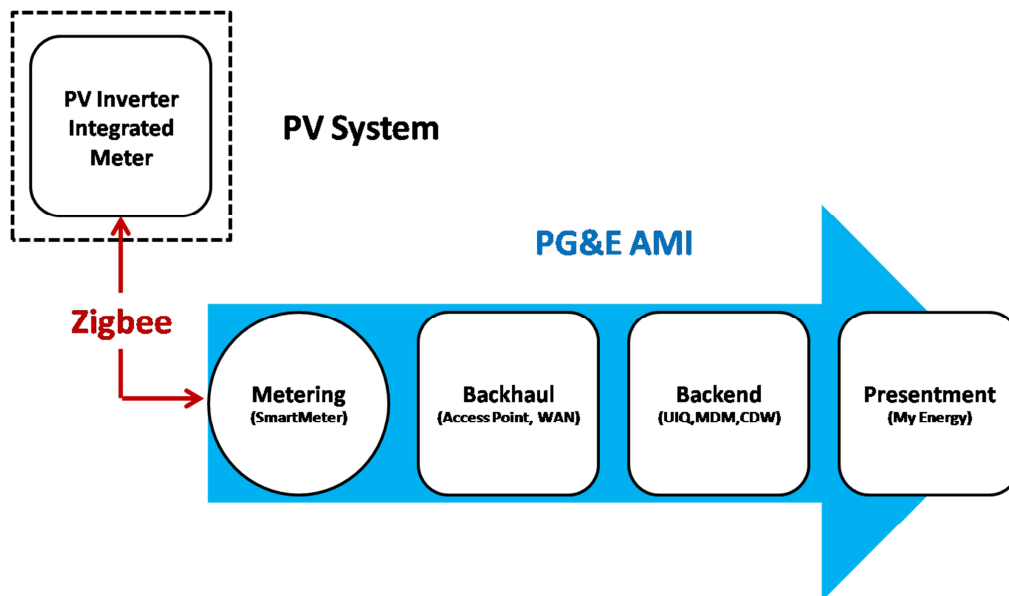 PV Inverter
Integrated
Meter
PV System
PG&E AMI
Zigbee
Metering
(SmartMeter)
Backhaul
(Access Point, WAN)
Backend
(UIQ,MDM,CDW)
Presentment
(My Energy)